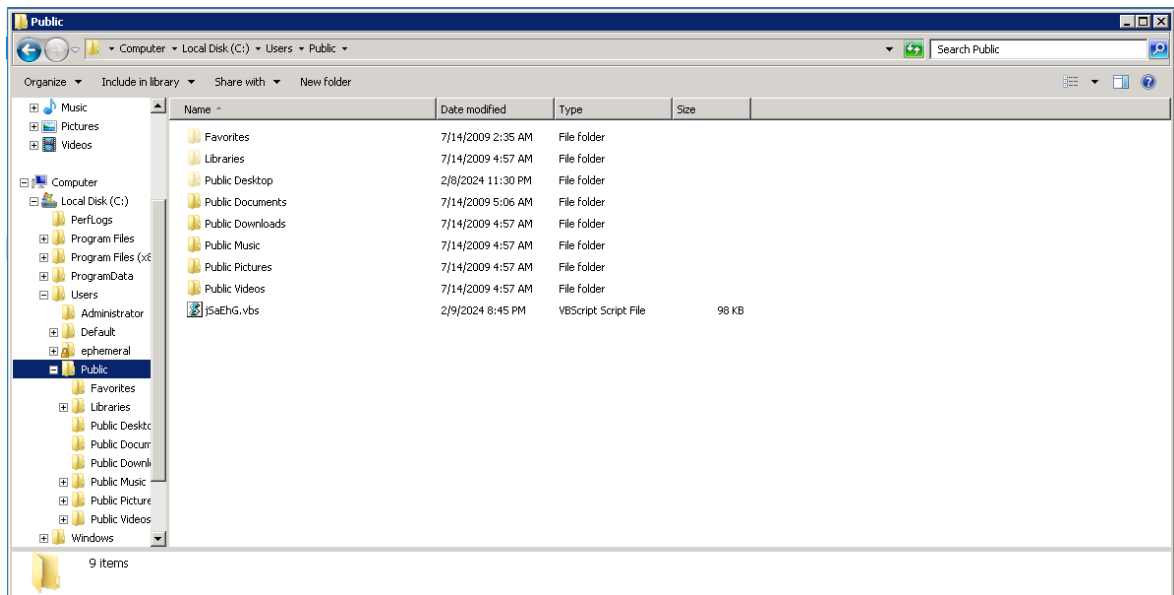 Public
Computer Local Disk (C:) Users Public
Search Public
Organize Include in library Share with New folder
Music
Pictures
Videos
Computer
Local Disk (C:)
PerfLogs
Program Files
Program Files (x8
ProgramData
Users
Administrator
Default
ephemeral
Public
Favorites
Libraries
Public Deskto
Public Docum
Public Downl
Public Music
Public Picture
Public Videos
Windows
Name Date modified Type Size
Favorites 7/14/2009 2:35 AM File folder
Libraries 7/14/2009 4:57 AM File folder
Public Desktop 2/8/2024 11:30 PM File folder
Public Documents 7/14/2009 5:06 AM File folder
Public Downloads 7/14/2009 4:57 AM File folder
Public Music 7/14/2009 4:57 AM File folder
Public Pictures 7/14/2009 4:57 AM File folder
Public Videos 7/14/2009 4:57 AM File folder
jSaEhG.vbs 2/9/2024 8:45 PM VBScript Script File 98 KB
9 items